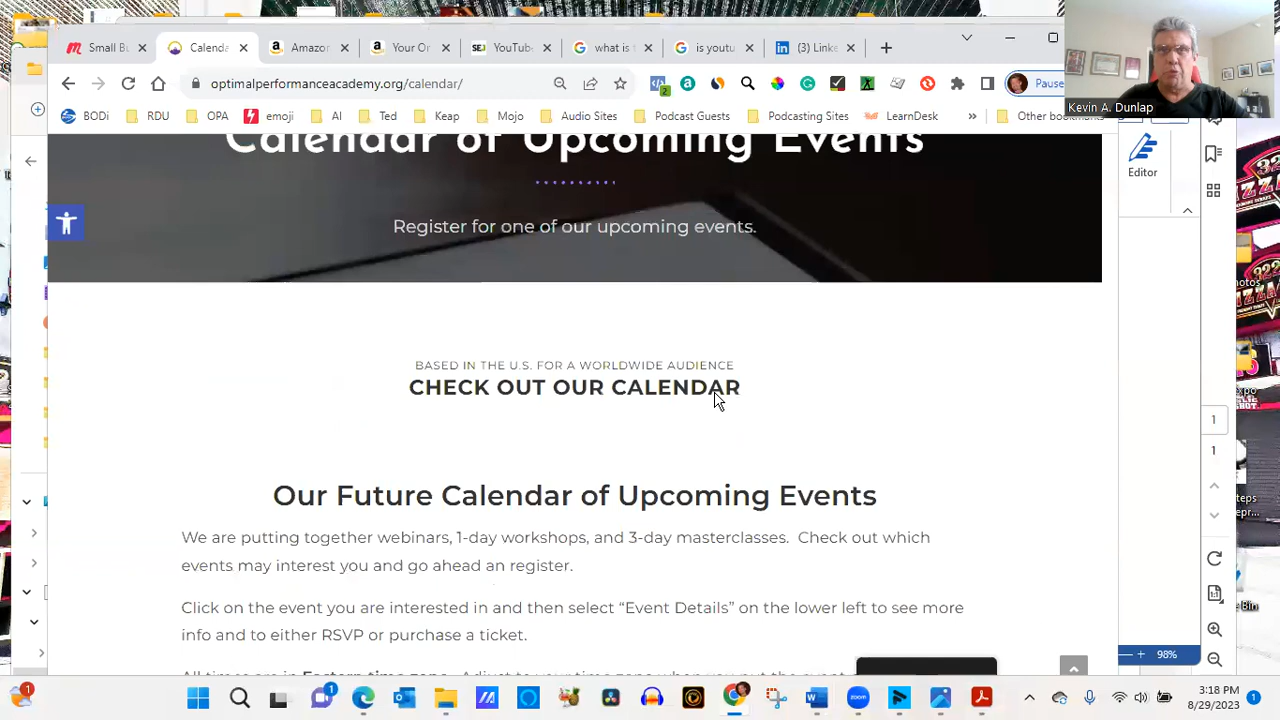 Small Bu
Calenda
Amazor
Your Or
YouTub
what is t
is youtu
(3) Linke
optimalperformanceacademy.org/calendar/
2
Pause
BODi
RDU
OPA
emoji
AI
Ted
Keap
Mojo
Audio Sites
Podcast Guests
Podcasting Sites
LearnDesk
»
Other bookmarks
Kevin A. Dunlap
Editor
Calendar of Upcoming Events
Register for one of our upcoming events.
BASED IN THE U.S. FOR A WORLDWIDE AUDIENCE
CHECK OUT OUR CALENDAR
Our Future Calendar of Upcoming Events
We are putting together webinars, 1-day workshops, and 3-day masterclasses. Check out which
events may interest you and go ahead an register.
Click on the event you are interested in and then select “Event Details” on the lower left to see more
info and to either RSVP or purchase a ticket.
1
1
98%
3:18 PM
8/29/2023